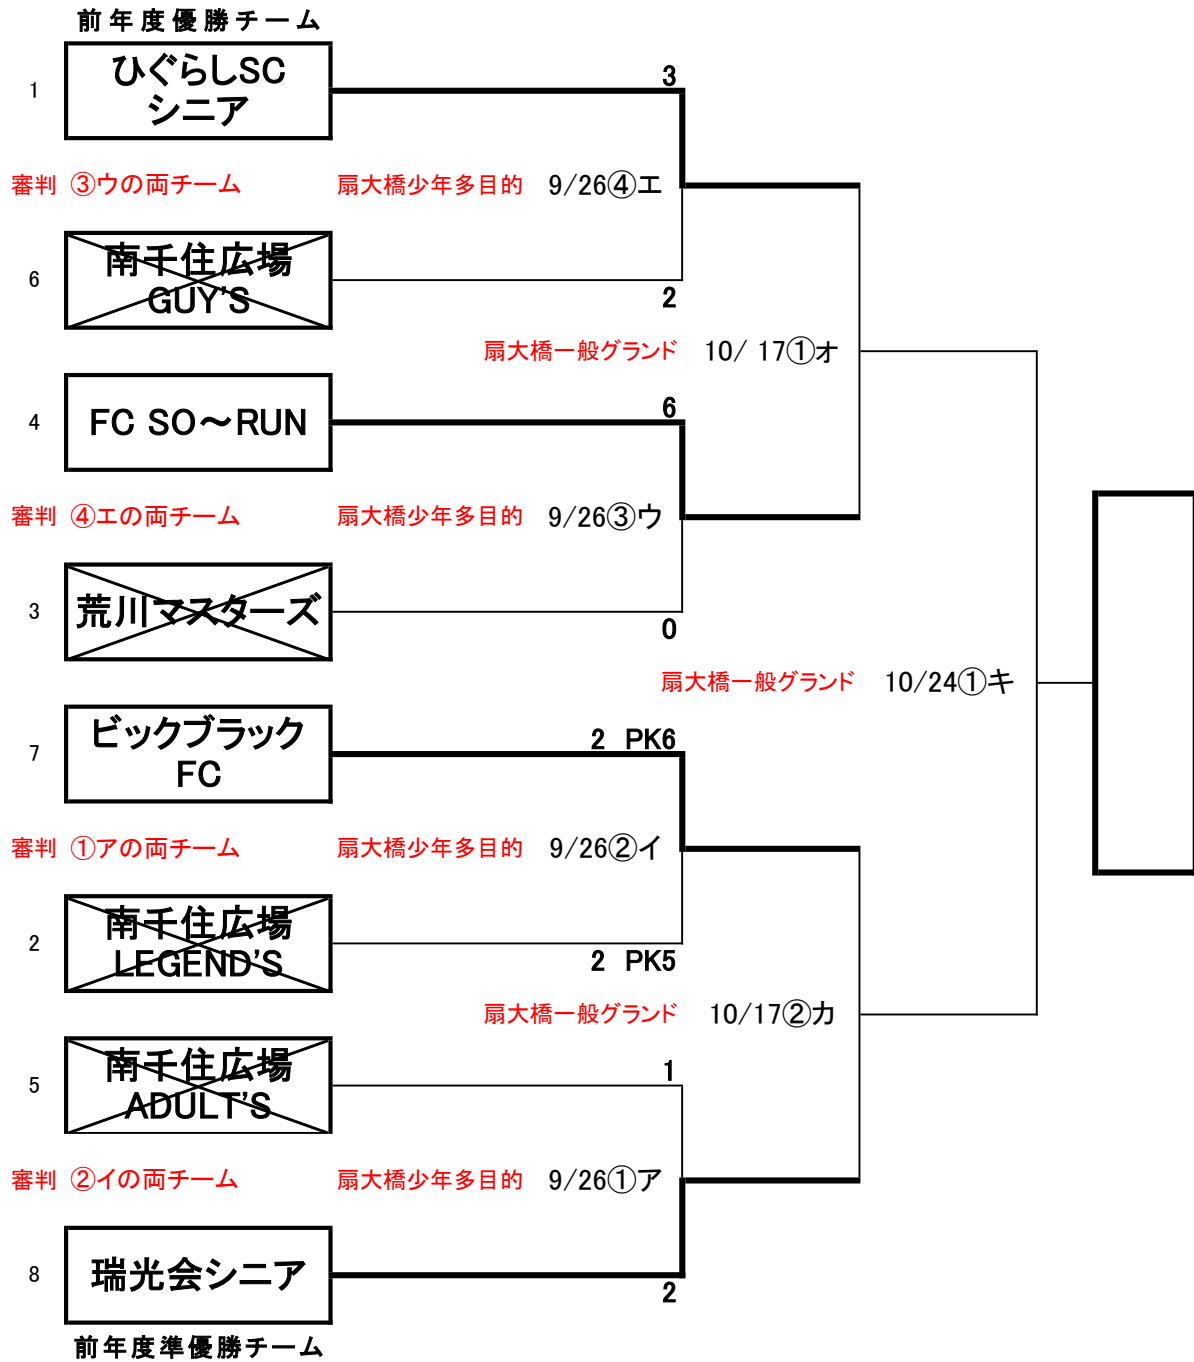 前年度優勝チーム
1
ひぐらしSC
シニア
3
審判 ③ウの両チーム 扇大橋少年多目的 9/26④エ
6
南千住広場
GUY'S
2
扇大橋一般グランド 10/ 17①オ
4
FC SO～RUN
6
審判 ④エの両チーム 扇大橋少年多目的 9/26③ウ
3
荒川マスターズ
0
扇大橋一般グランド 10/24①キ
7
ビックブラック
FC
2 PK6
審判 ①アの両チーム 扇大橋少年多目的 9/26②イ
2
南千住広場
LEGEND'S
2 PK5
扇大橋一般グランド 10/17②カ
5
南千住広場
ADULT'S
1
審判 ②イの両チーム 扇大橋少年多目的 9/26①ア
8
瑞光会シニア
2
前年度準優勝チーム